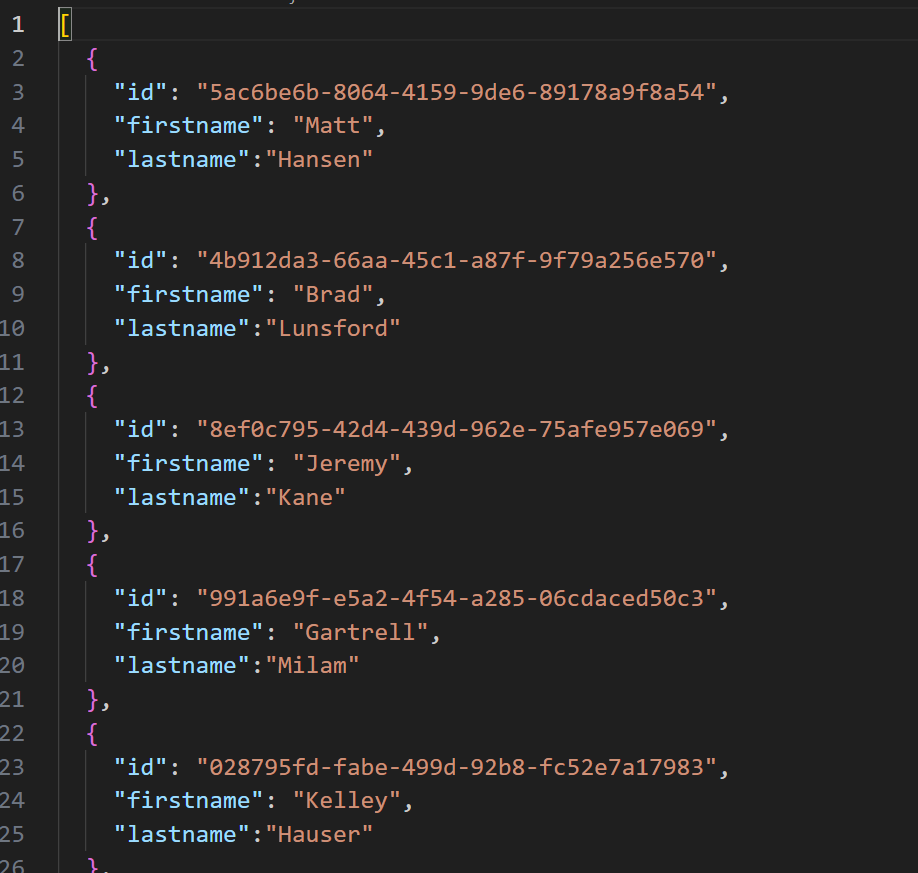 1 [
2 {
3 "id": "5ac6be6b-8064-4159-9de6-89178a9f8a54",
4 "firstname": "Matt",
5 "lastname":"Hansen"
6 },
7 {
8 "id": "4b912da3-66aa-45c1-a87f-9f79a256e570",
9 "firstname": "Brad",
10 "lastname":"Lunsford"
11 },
12 {
13 "id": "8ef0c795-42d4-439d-962e-75afe957e069",
14 "firstname": "Jeremy",
15 "lastname":"Kane"
16 },
17 {
18 "id": "991a6e9f-e5a2-4f54-a285-06cdaced50c3",
19 "firstname": "Gartrell",
20 "lastname":"Milam"
21 },
22 {
23 "id": "028795fd-fabe-499d-92b8-fc52e7a17983",
24 "firstname": "Kelley",
25 "lastname":"Hauser"
26 },